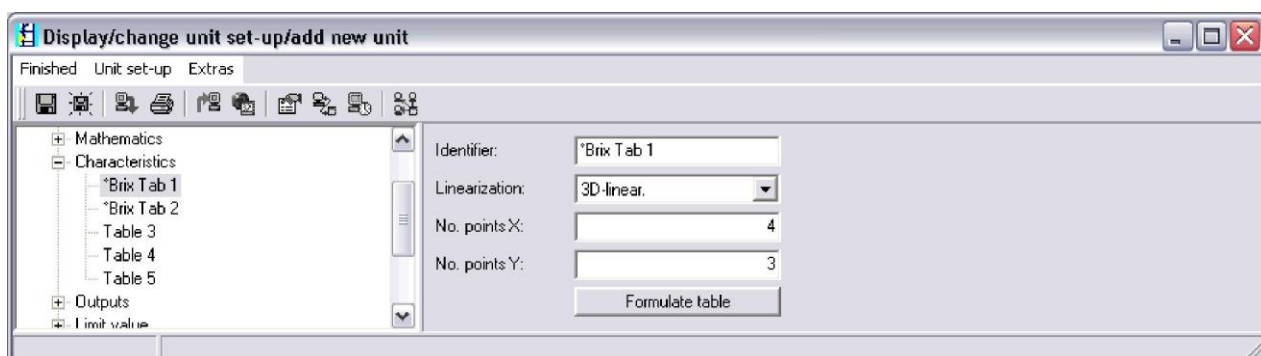 Display/change unit set-up/add new unit
Finished Unit set-up Extras
Mathematics
Characteristics
*Brix Tab 1
*Brix Tab 2
Table 3
Table 4
Table 5
Outputs
Limit value
Identifier: *Brix Tab 1
Linearization: 3D-linear.
No. points X: 4
No. points Y: 3
Formulate table